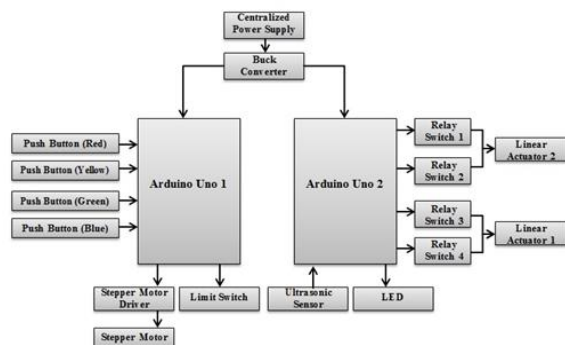 Centralized
Power Supply
Buck
Converter
Push Button (Red)
Push Button (Yellow)
Push Button (Green)
Push Button (Blue)
Arduino Uno 1
Arduino Uno 2
Relay
Switch 1
Relay
Switch 2
Relay
Switch 3
Relay
Switch 4
Linear
Actuator 2
Linear
Actuator 1
Stepper Motor
Driver
Limit Switch
Ultrasonic
Sensor
LED
Stepper Motor